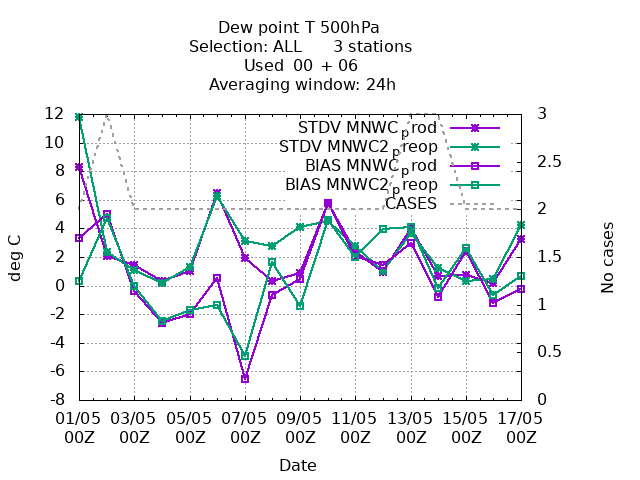 Dew point T 500hPa
Selection: ALL 3 stations
Used 00 + 06
Averaging window: 24h
deg C
12
10
8
6
4
2
0
-2
-4
-6
-8
STDV MNWC_prod
STDV MNWC2_preop
BIAS MNWC_prod
BIAS MNWC2_preop
CASES
3
2.5
2
1.5
1
0.5
0
No cases
01/05 03/05 05/05 07/05 09/05 11/05 13/05 15/05 17/05
00Z 00Z 00Z 00Z 00Z 00Z 00Z 00Z 00Z
Date